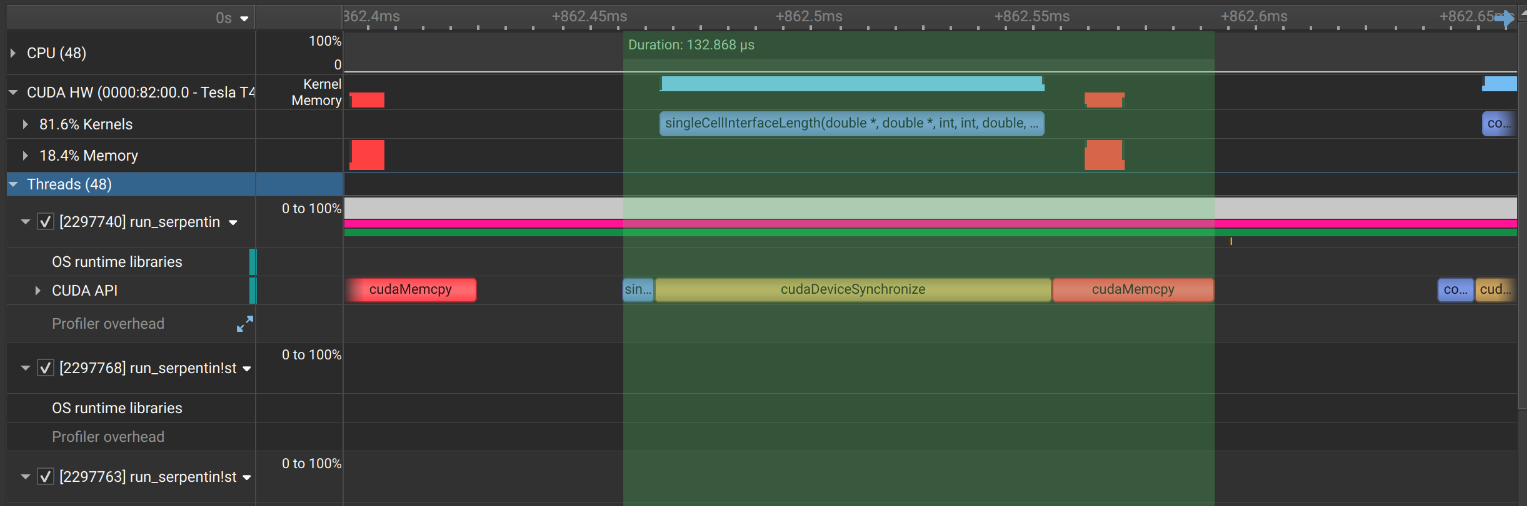 0s
362.4ms +862.45ms +862.5ms +862.55ms +862.6ms +862.65ms
CPU (48) 100%
0
Duration: 132.868 µs
CUDA HW (0000:82:00.0 - Tesla T4 Kernel
Memory
81.6% Kernels singleCellInterfaceLength(double *, double *, int, int, double, ... co...
18.4% Memory
Threads (48)
[2297740] run_serpentin 0 to 100%
OS runtime libraries
CUDA API cudaMemcpy sin... cudaDeviceSynchronize cudaMemcpy co... cud...
Profiler overhead
[2297768] run_serpentin!st 0 to 100%
OS runtime libraries
Profiler overhead
[2297763] run_serpentin!st 0 to 100%